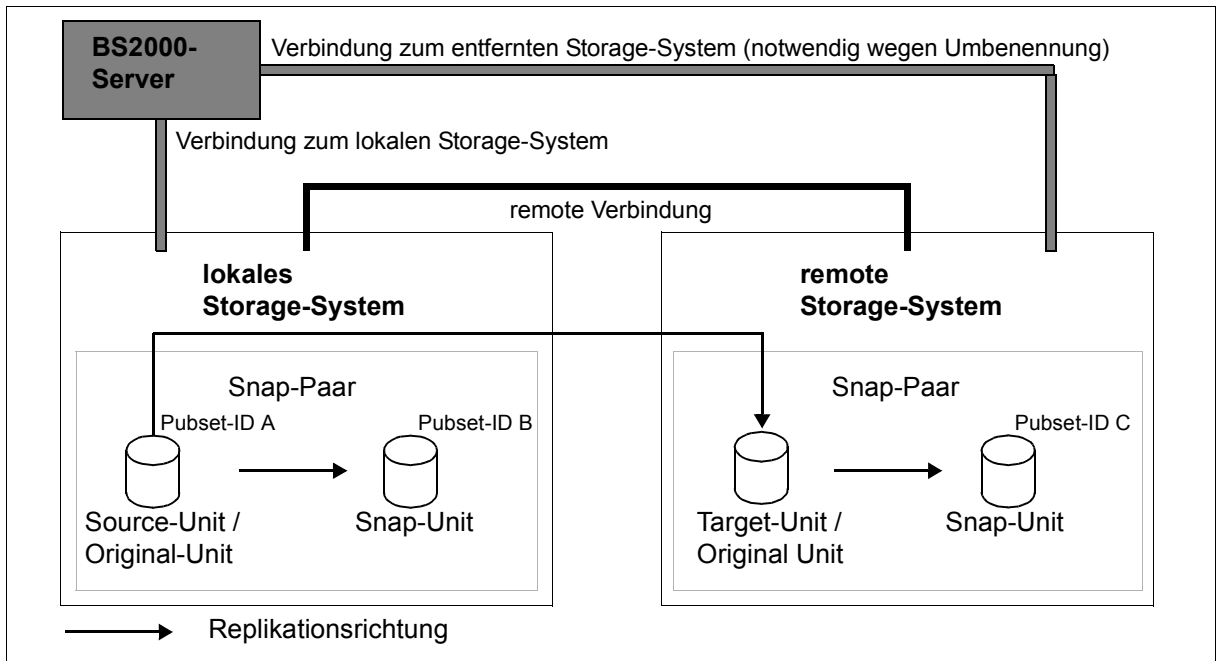 BS2000-
Server
Verbindung zum entfernten Storage-System (notwendig wegen Umbenennung)
Verbindung zum lokalen Storage-System
remote Verbindung
lokales
Storage-System
remote
Storage-System
Snap-Paar
Pubset-ID A
Pubset-ID B
Source-Unit /
Original-Unit
Snap-Unit
Snap-Paar
Pubset-ID C
Target-Unit /
Original Unit
Snap-Unit
Replikationsrichtung